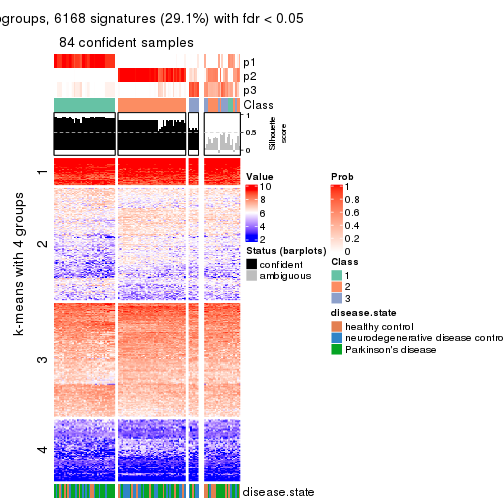 ogroups, 6168 signatures (29.1%) with fdr < 0.05
84 confident samples
p1
p2
p3
Class
1
0.5
0
Silhouette
score
k-means with 4 groups
1
2
3
4
disease.state
Value
10
8
6
4
2
Status (barplots)
confident
ambiguous
Prob
1
0.8
0.6
0.4
0.2
0
Class
1
2
3
disease.state
healthy control
neurodegenerative disease contro
Parkinson's disease